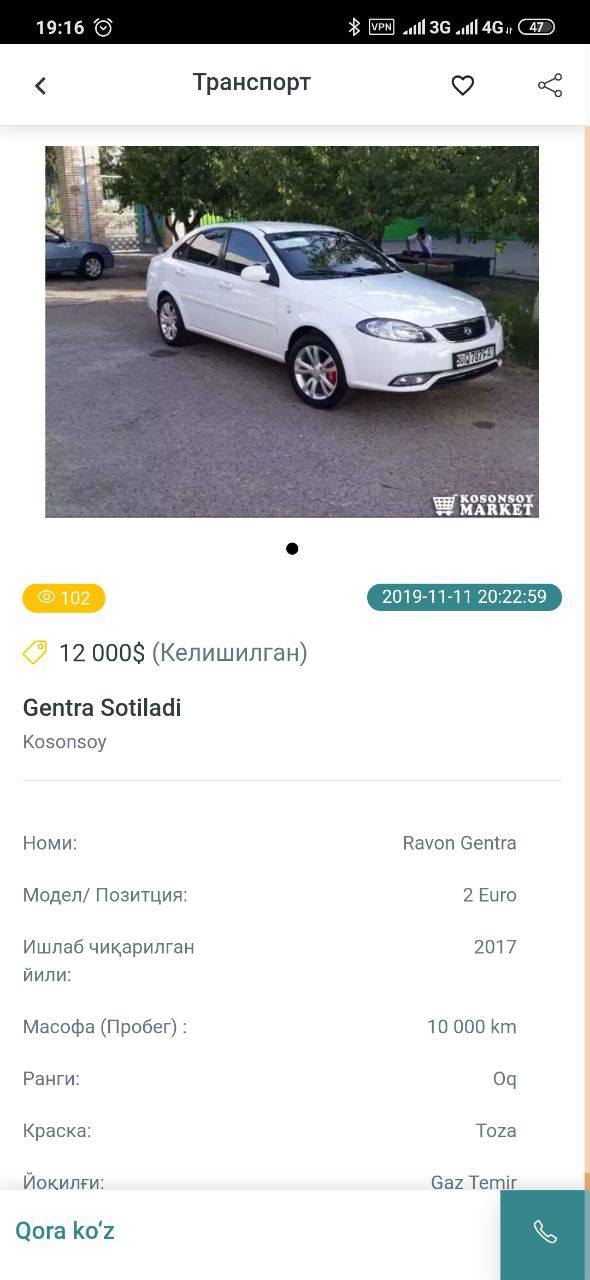 19:16
VPN 3G 4G 47
Транспорт
KOSONSOY
MARKET
102
2019-11-11 20:22:59
12 000$ (Келишилган)
Gentra Sotiladi
Kosonsoy
Номи: Ravon Gentra
Модел/ Позитция: 2 Euro
Ишлаб чиқарилган 2017
йили:
Масофа (Пробег) : 10 000 km
Ранги: Oq
Краска: Toza
Йоқилғи: Gaz Temir
Qora ko‘z